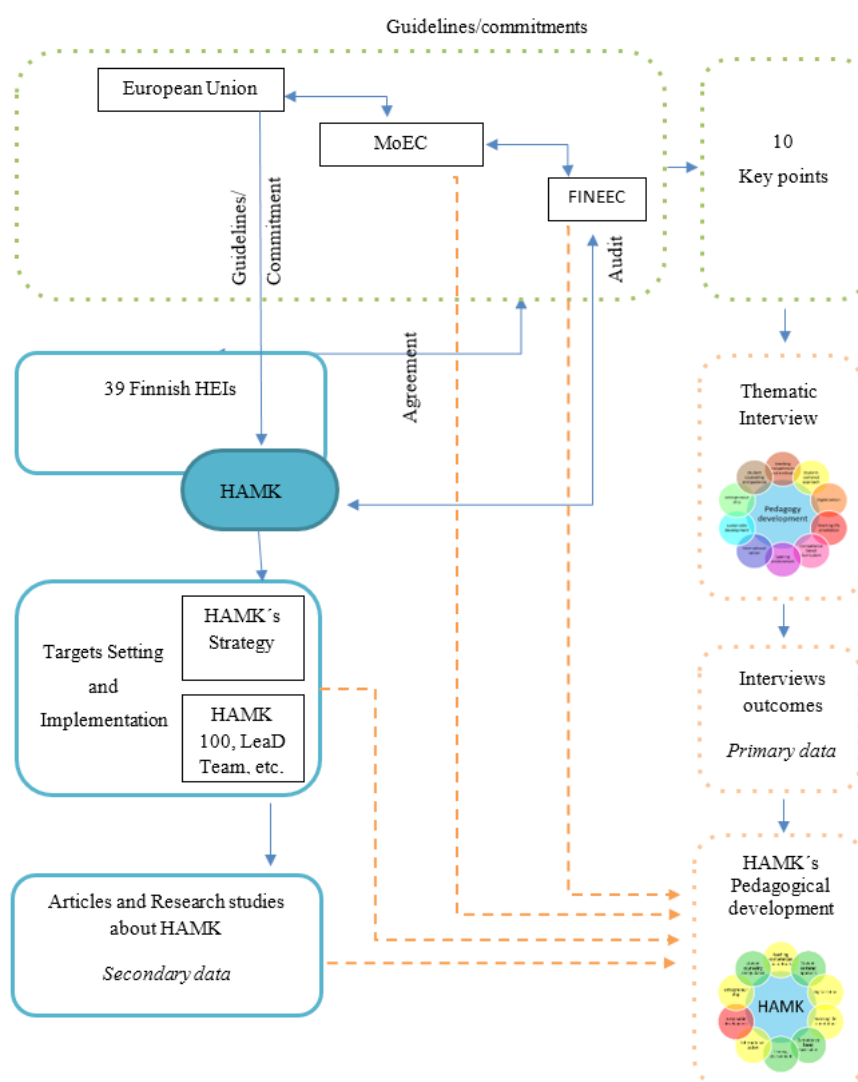 Guidelines/commitments
European Union
MoEC
FINEEC
10
Key points
Guidelines/
Commitment
Audit
Agreement
39 Finnish HEIs
HAMK
Thematic
Interview
Pedagogy
development
Targets Setting
and
Implementation
HAMK´s
Strategy
HAMK
100, LeaD
Team, etc.
Interviews
outcomes
Primary data
Articles and Research studies
about HAMK
Secondary data
HAMK´s
Pedagogical
development
HAMK